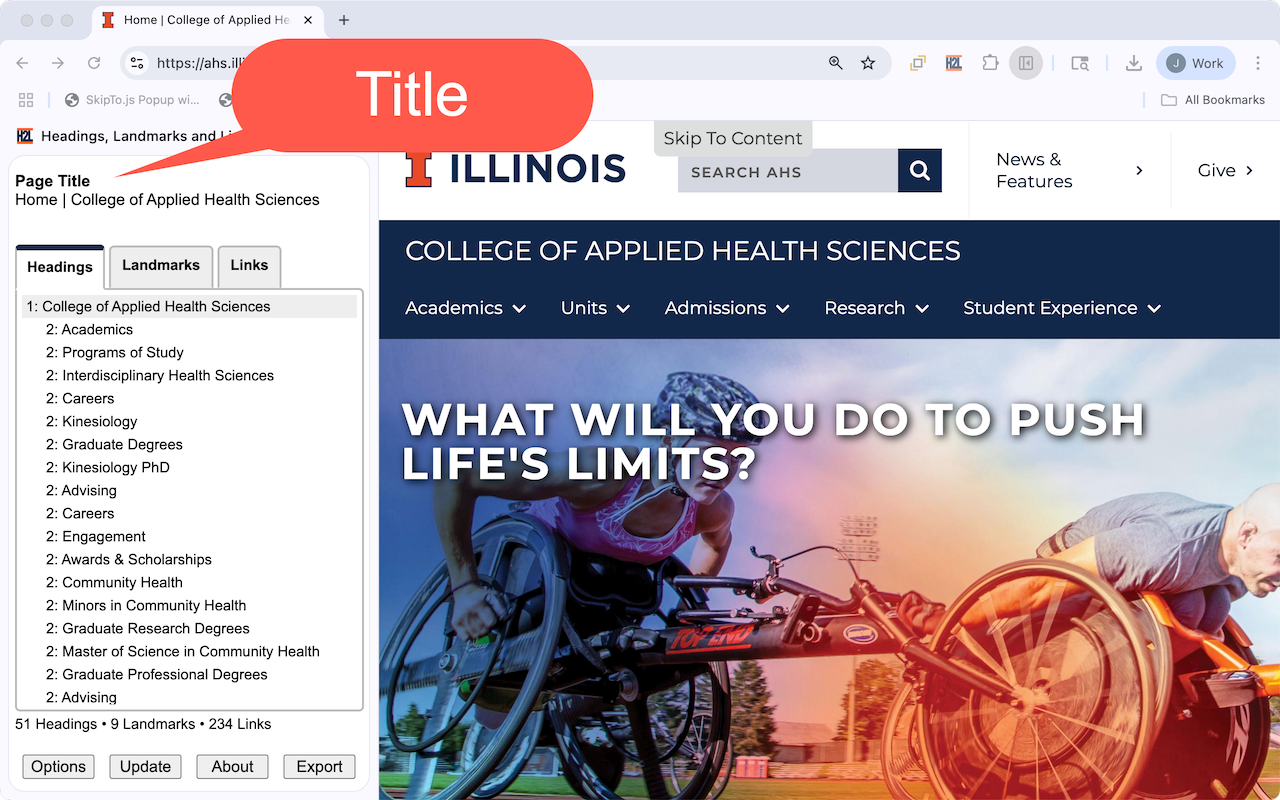 Home | College of Applied He
https://ahs.illi
J Work
SkipTo.js Popup wi...
All Bookmarks
Title
H2L Headings, Landmarks and Li
Page Title
Home | College of Applied Health Sciences
Headings
Landmarks
Links
1: College of Applied Health Sciences
2: Academics
2: Programs of Study
2: Interdisciplinary Health Sciences
2: Careers
2: Kinesiology
2: Graduate Degrees
2: Kinesiology PhD
2: Advising
2: Careers
2: Engagement
2: Awards & Scholarships
2: Community Health
2: Minors in Community Health
2: Graduate Research Degrees
2: Master of Science in Community Health
2: Graduate Professional Degrees
2: Advising
51 Headings • 9 Landmarks • 234 Links
Options
Update
About
Export
Skip To Content
ILLINOIS
SEARCH AHS
News &
Features
Give
COLLEGE OF APPLIED HEALTH SCIENCES
Academics
Units
Admissions
Research
Student Experience
WHAT WILL YOU DO TO PUSH
LIFE'S LIMITS?
TOP END